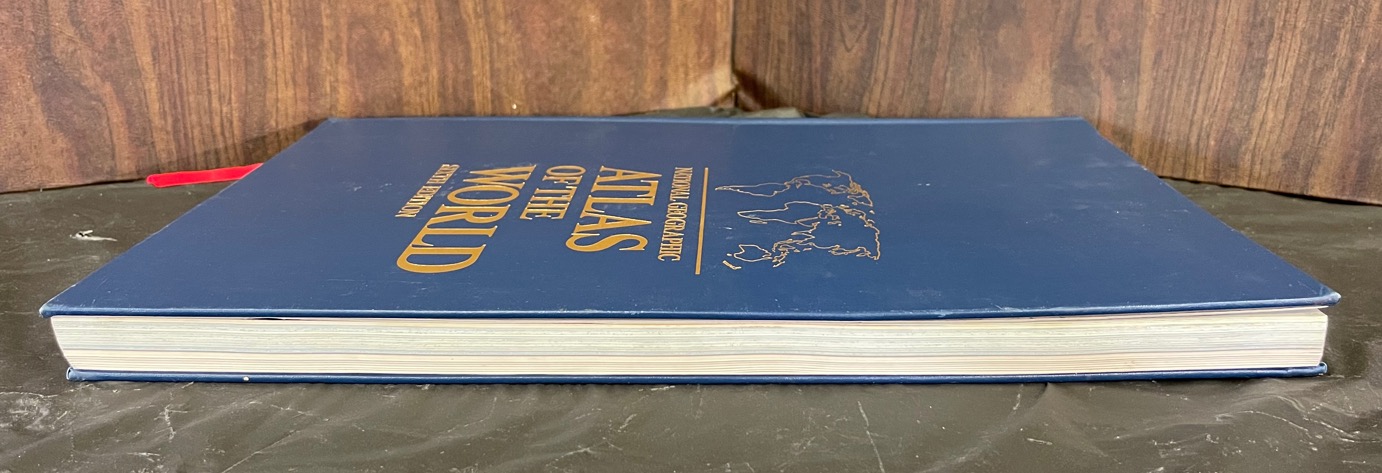 NATIONAL GEOGRAPHIC
ATLAS
OF THE
WORLD
SIXTH EDITION